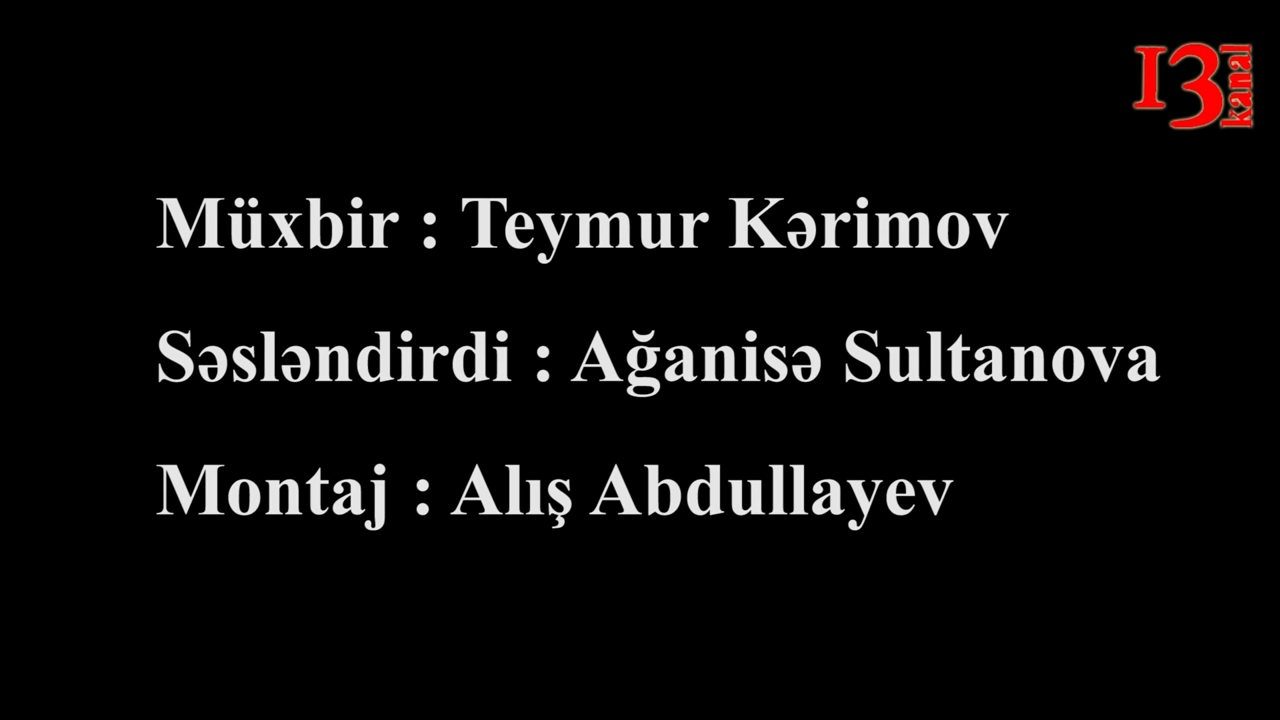 13 kanal
Müxbir : Teymur Kərimov
Səsləndirdi : Ağanisə Sultanova
Montaj : Alış Abdullayev